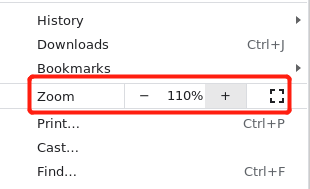 History
Downloads Ctrl+J
Bookmarks
Zoom − 110% +
Print... Ctrl+P
Cast...
Find... Ctrl+F